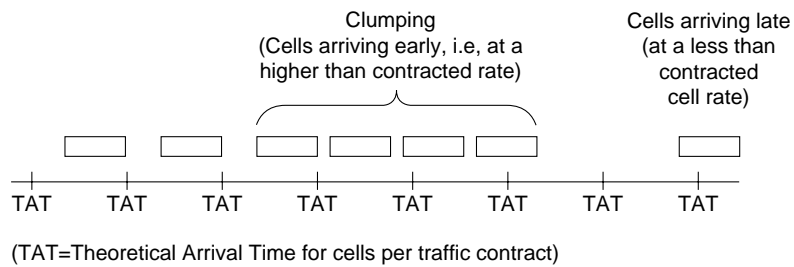 Clumping
(Cells arriving early, i.e, at a
higher than contracted rate)
Cells arriving late
(at a less than
contracted
cell rate)
TAT TAT TAT TAT TAT TAT TAT TAT
(TAT=Theoretical Arrival Time for cells per traffic contract)